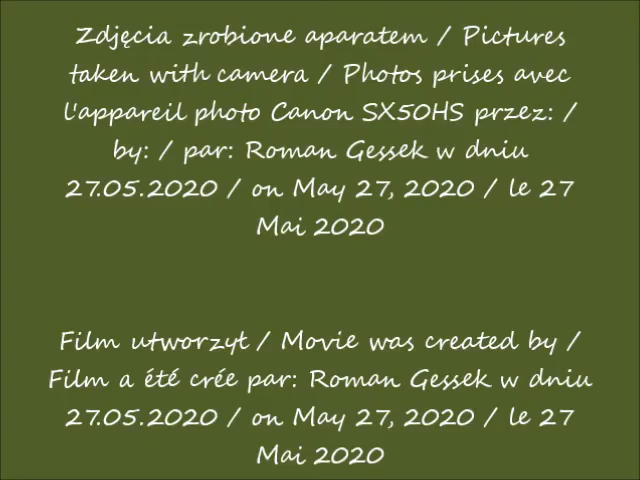 Zdjęcia zrobione aparatem / Pictures
taken with camera / Photos prises avec
l'appareil photo Canon SX50HS przez: /
by: / par: Roman Gessek w dniu
27.05.2020 / on May 27, 2020 / le 27
Mai 2020
Film utworzył / Movie was created by /
Film a été crée par: Roman Gessek w dniu
27.05.2020 / on May 27, 2020 / le 27
Mai 2020